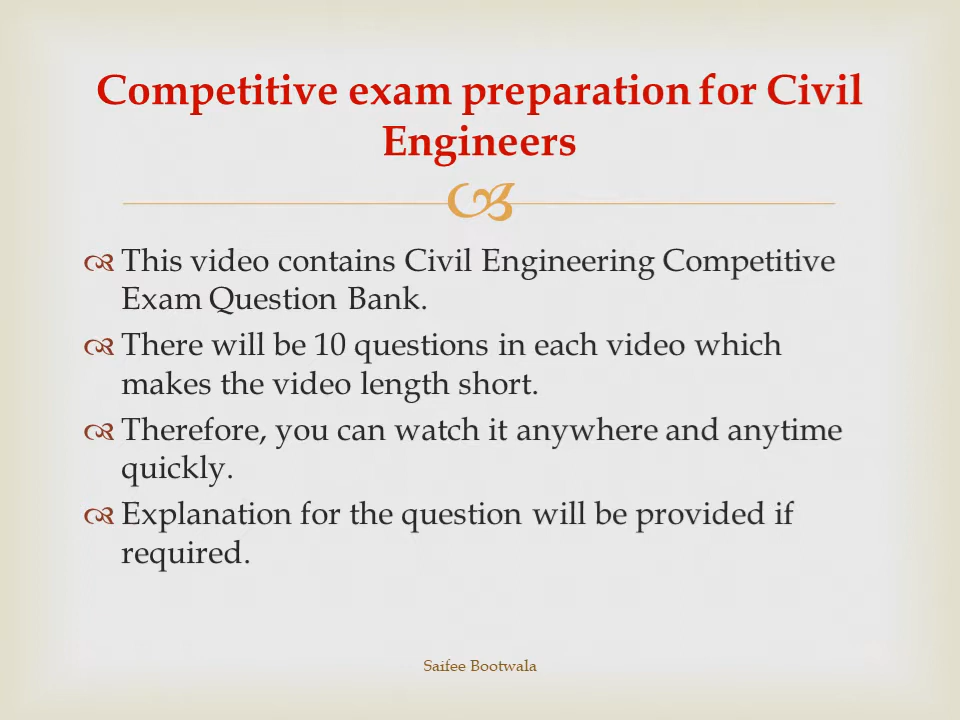 Competitive exam preparation for Civil
Engineers
This video contains Civil Engineering Competitive
Exam Question Bank.
There will be 10 questions in each video which
makes the video length short.
Therefore, you can watch it anywhere and anytime
quickly.
Explanation for the question will be provided if
required.
Saifee Bootwala